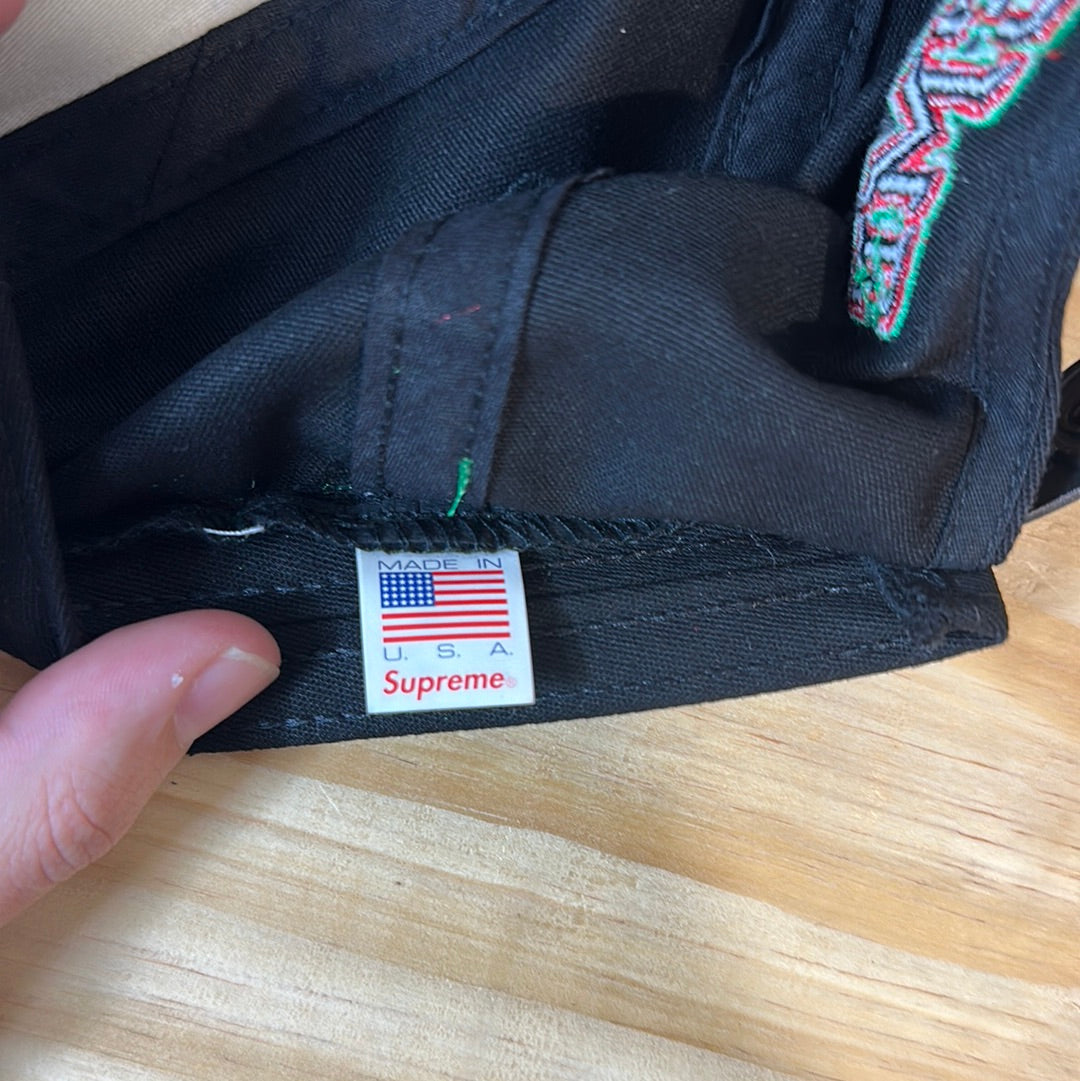 MADE IN
U. S. A.
Supreme®